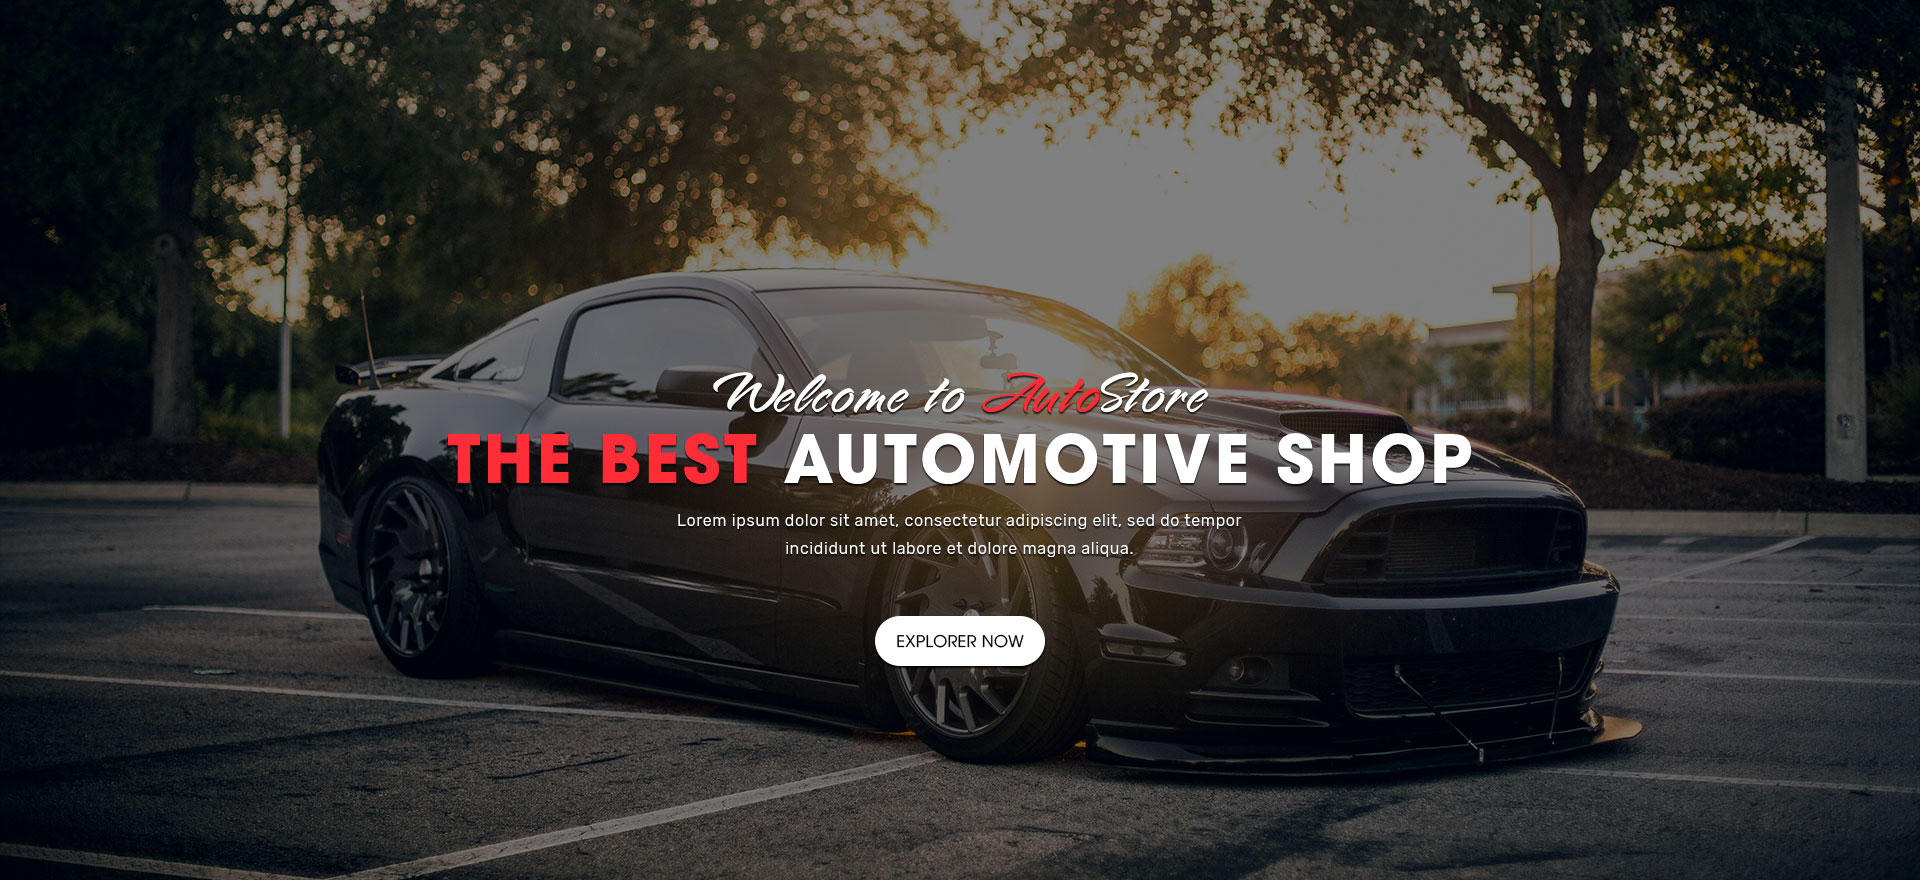 Welcome to AutoStore
THE BEST AUTOMOTIVE SHOP
Lorem ipsum dolor sit amet, consectetur adipiscing elit, sed do tempor
incididunt ut labore et dolore magna aliqua.
EXPLORER NOW